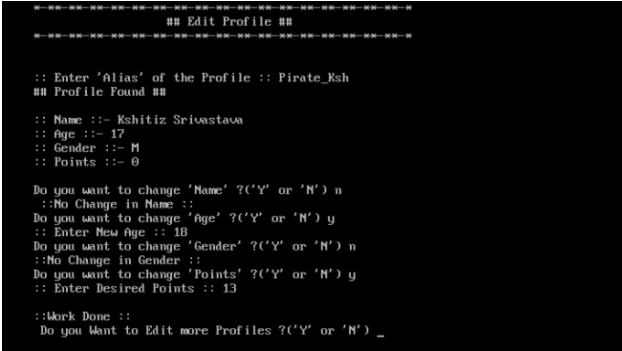 *-**-**-**-**-**-**-**-**-**-**-**-**-**-**-**-*
## Edit Profile ##
*-**-**-**-**-**-**-**-**-**-**-**-**-**-**-**-*
:: Enter 'Alias' of the Profile :: Pirate_Ksh
## Profile Found ##
:: Name ::- Kshitiz Srivastava
:: Age ::- 17
:: Gender ::- M
:: Points ::- 0
Do you want to change 'Name' ?('Y' or 'N') n
::No Change in Name ::
Do you want to change 'Age' ?('Y' or 'N') y
:: Enter New Age :: 18
Do you want to change 'Gender' ?('Y' or 'N') n
::No Change in Gender ::
Do you want to change 'Points' ?('Y' or 'N') y
:: Enter Desired Points :: 13
::Work Done ::
Do you Want to Edit more Profiles ?('Y' or 'N') _